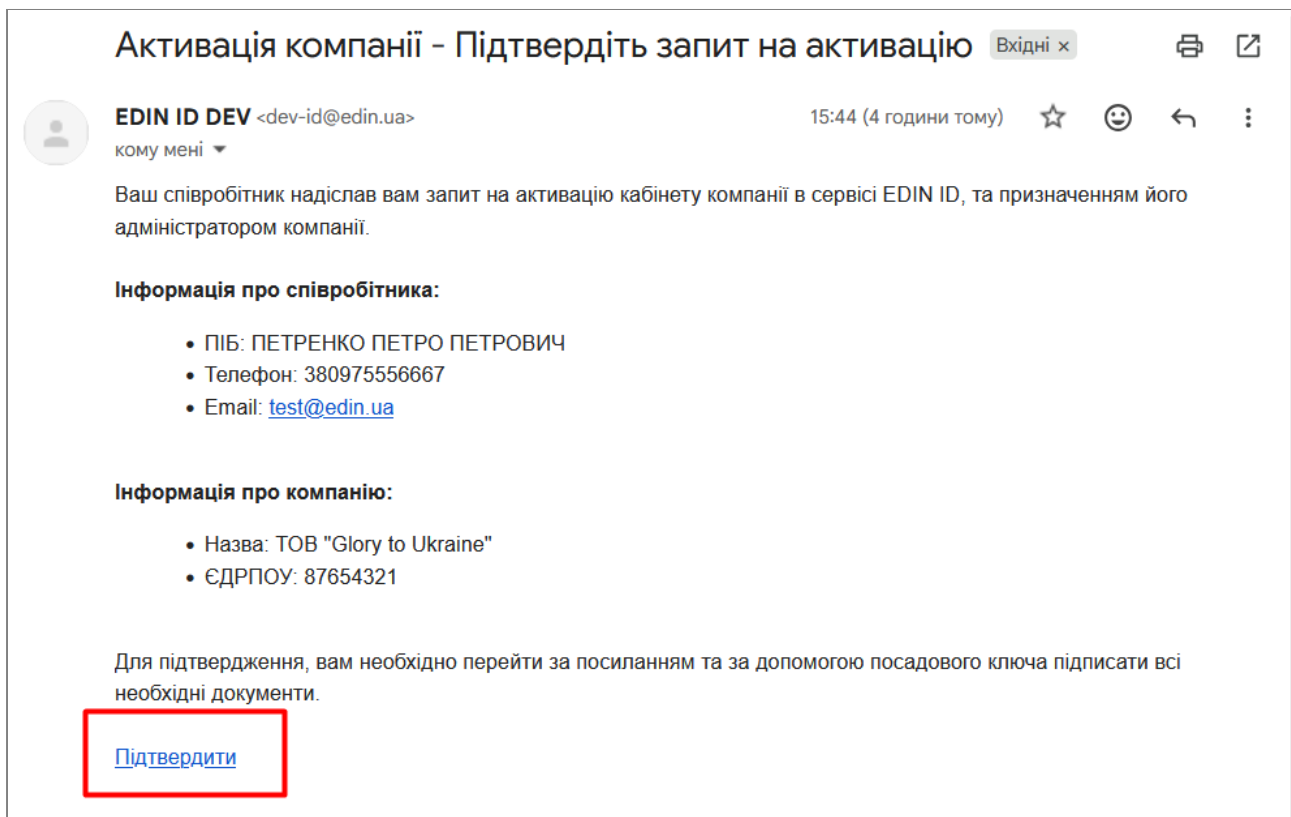 Активація компанії - Підтвердіть запит на активацію Вхідні ×
EDIN ID DEV <dev-id@edin.ua> 15:44 (4 години тому)
кому мені
Ваш співробітник надіслав вам запит на активацію кабінету компанії в сервісі EDIN ID, та призначенням його
адміністратором компанії.
Інформація про співробітника:
• ПІБ: ПЕТРЕНКО ПЕТРО ПЕТРОВИЧ
• Телефон: 380975556667
• Email: test@edin.ua
Інформація про компанію:
• Назва: ТОВ "Glory to Ukraine"
• ЄДРПОУ: 87654321
Для підтвердження, вам необхідно перейти за посиланням та за допомогою посадового ключа підписати всі
необхідні документи.
Підтвердити